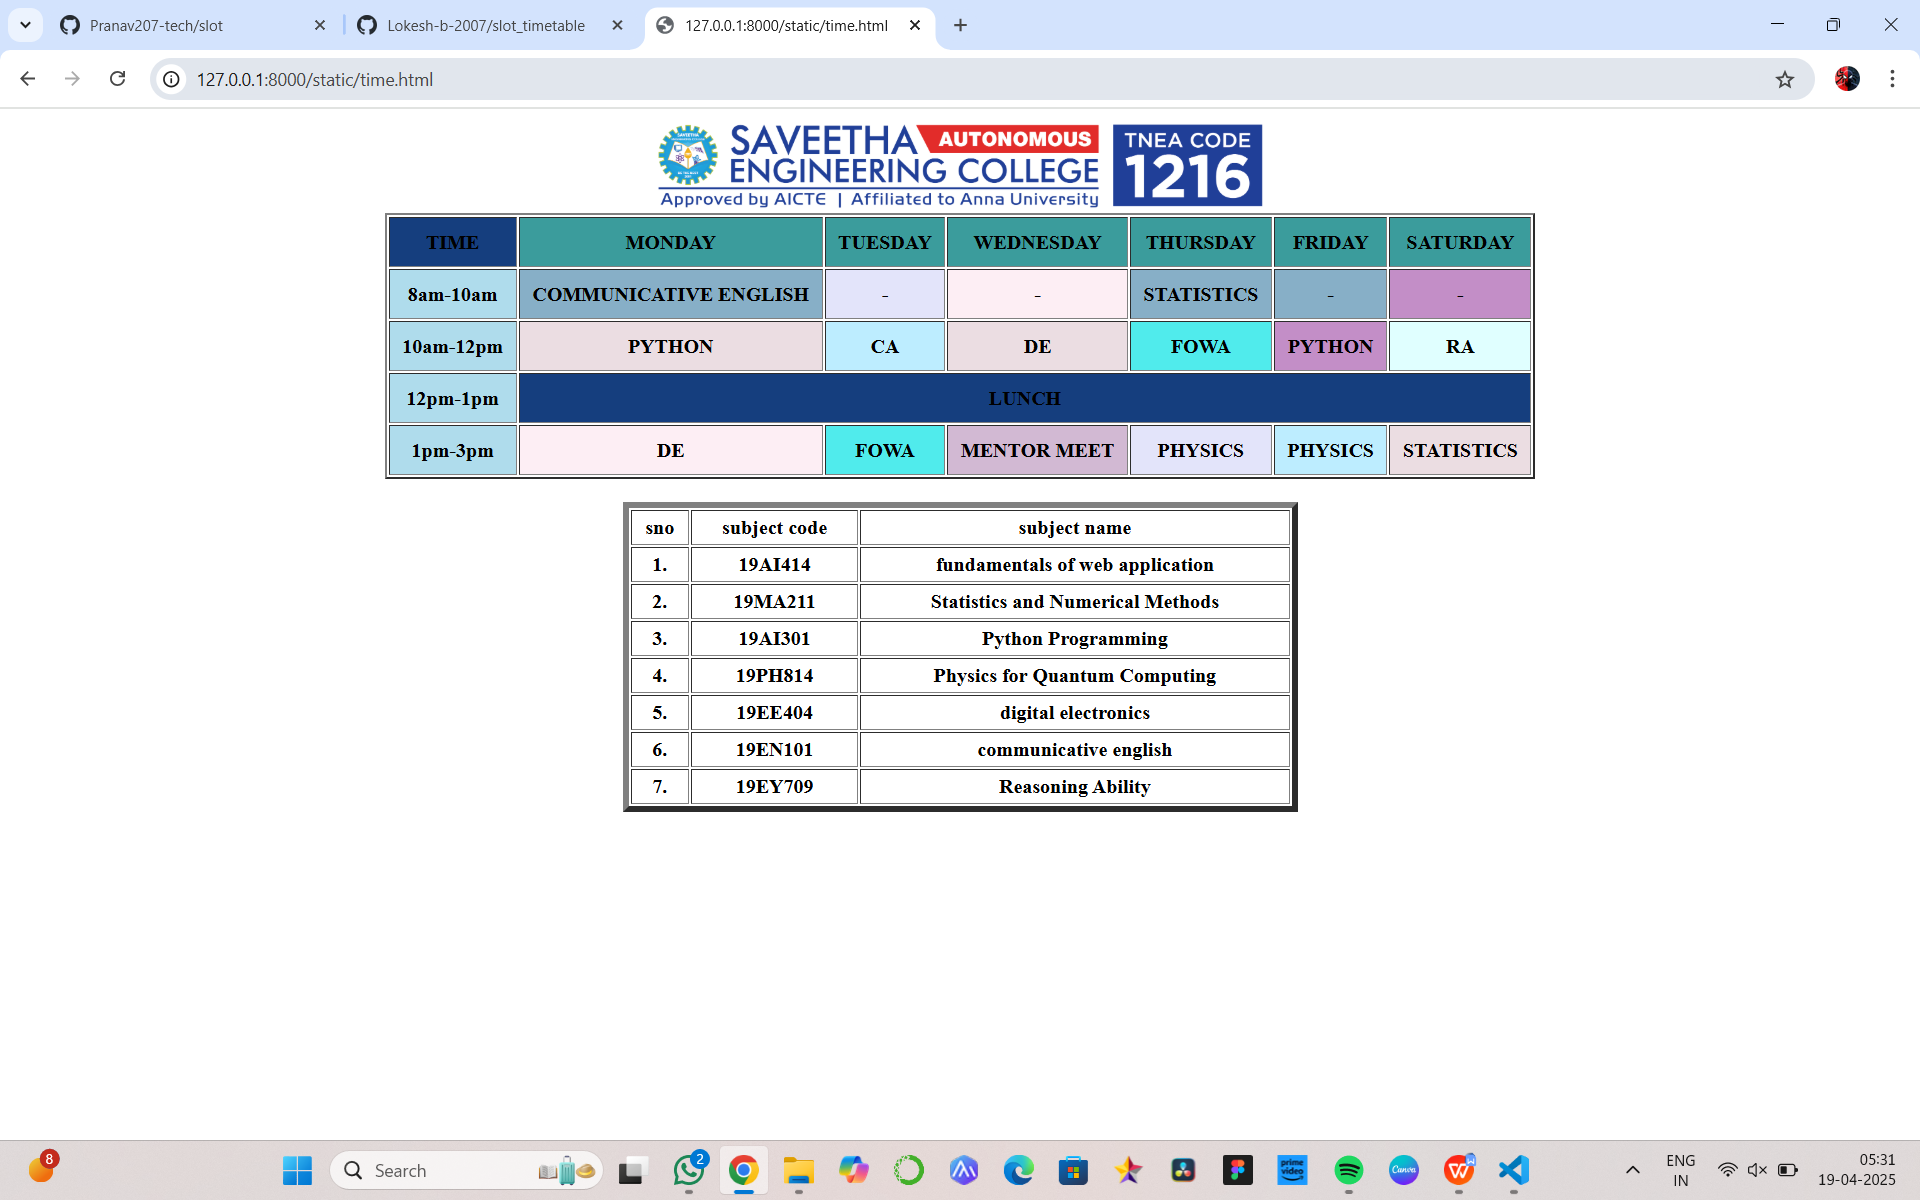 Pranav207-tech/slot
Lokesh-b-2007/slot_timetable
127.0.0.1:8000/static/time.html
127.0.0.1:8000/static/time.html
SAVEETHA AUTONOMOUS
ENGINEERING COLLEGE
Approved by AICTE | Affiliated to Anna University
TNEA CODE
1216
TIME MONDAY TUESDAY WEDNESDAY THURSDAY FRIDAY SATURDAY
8am-10am COMMUNICATIVE ENGLISH - - STATISTICS - -
10am-12pm PYTHON CA DE FOWA PYTHON RA
12pm-1pm LUNCH
1pm-3pm DE FOWA MENTOR MEET PHYSICS PHYSICS STATISTICS
sno subject code subject name
1. 19AI414 fundamentals of web application
2. 19MA211 Statistics and Numerical Methods
3. 19AI301 Python Programming
4. 19PH814 Physics for Quantum Computing
5. 19EE404 digital electronics
6. 19EN101 communicative english
7. 19EY709 Reasoning Ability
8
Search
2
prime video
Canva
W
ENG
IN
05:31
19-04-2025